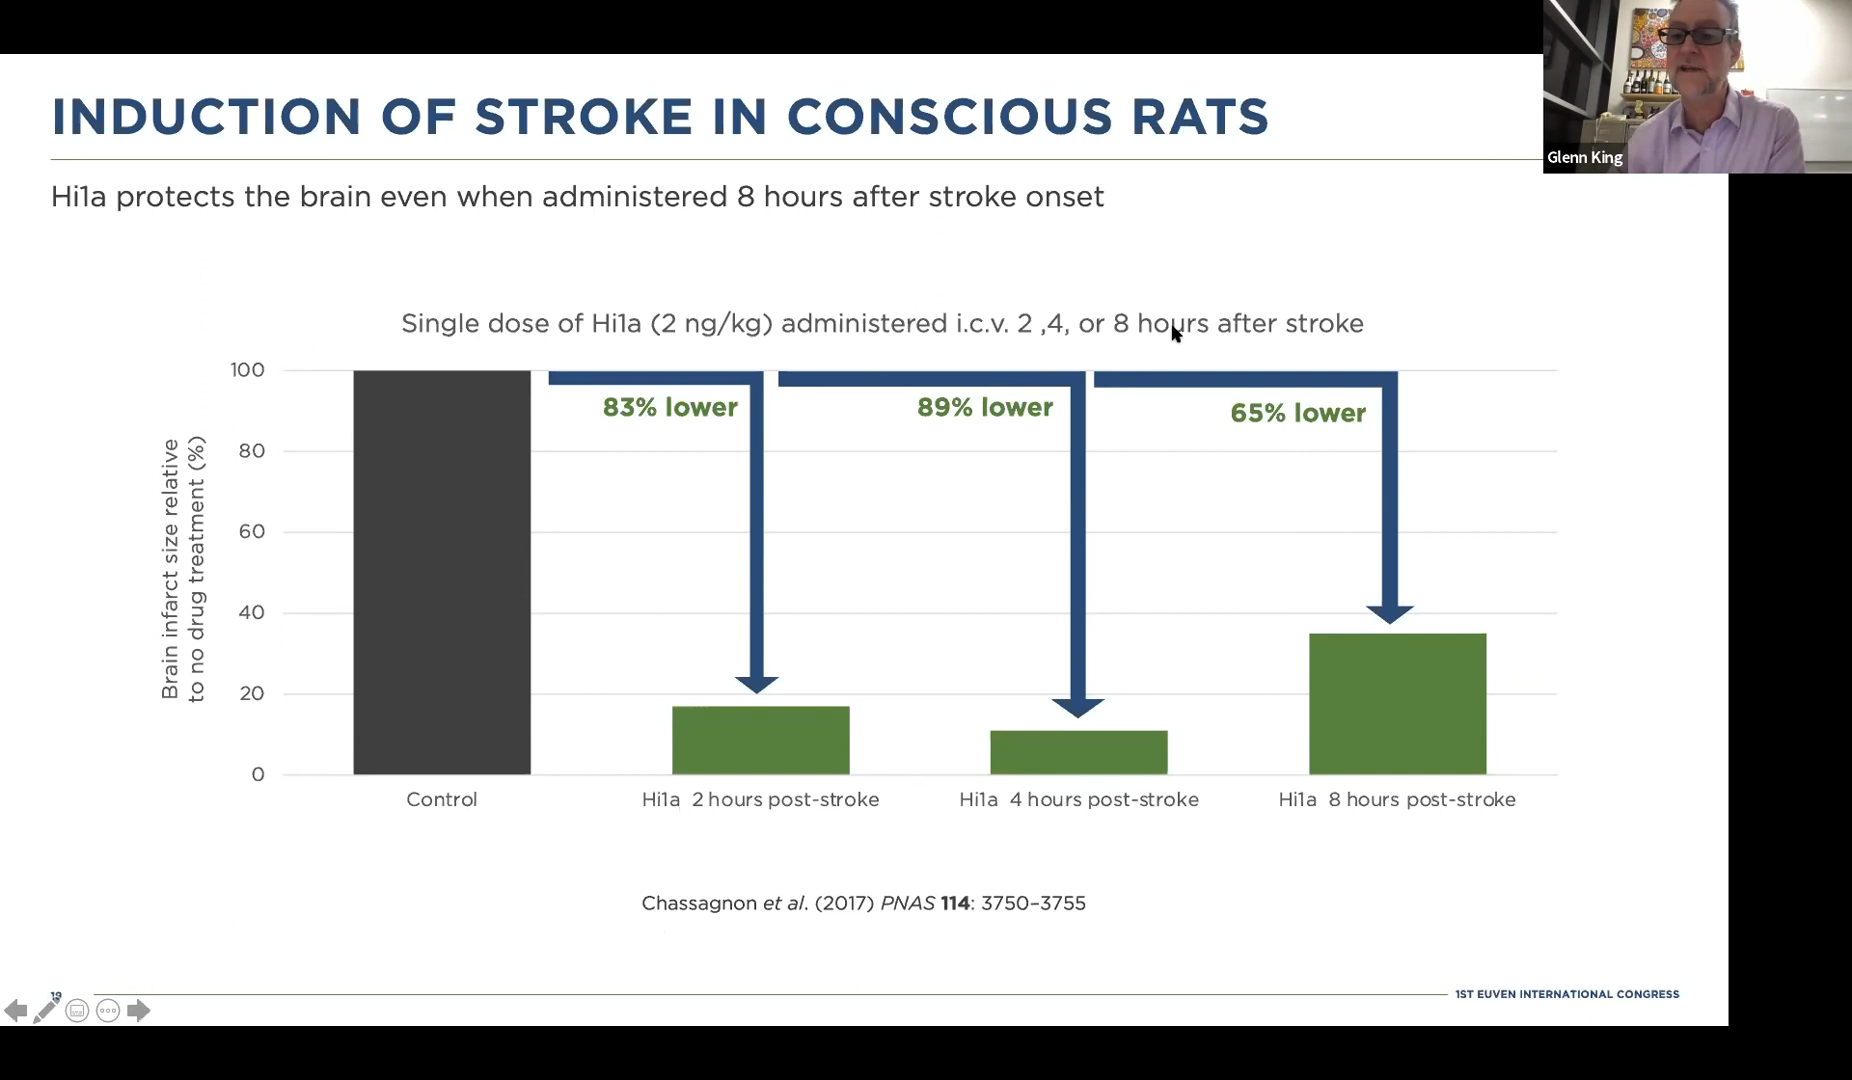 INDUCTION OF STROKE IN CONSCIOUS RATS
Glenn King
Hi1a protects the brain even when administered 8 hours after stroke onset
Single dose of Hi1a (2 ng/kg) administered i.c.v. 2 ,4, or 8 hours after stroke
Brain infarct size relative
to no drug treatment (%)
100
80
60
40
20
0
83% lower
89% lower
65% lower
Control
Hi1a 2 hours post-stroke
Hi1a 4 hours post-stroke
Hi1a 8 hours post-stroke
Chassagnon et al. (2017) PNAS 114: 3750–3755
19
1ST EUVEN INTERNATIONAL CONGRESS